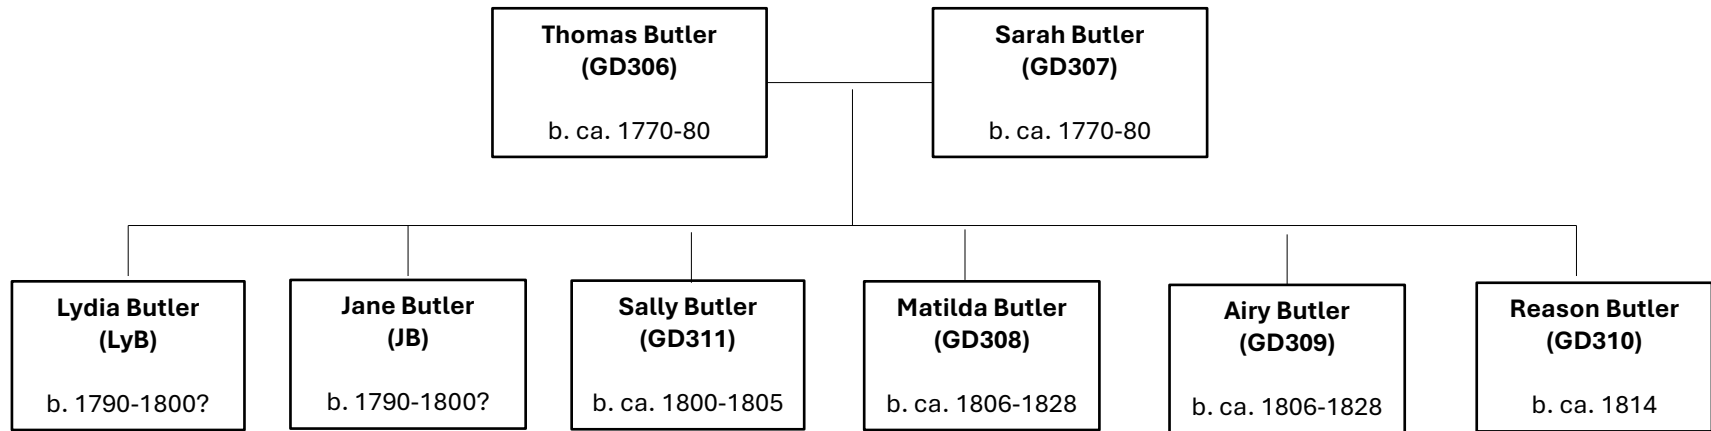 Thomas Butler
(GD306)
b. ca. 1770-80
Sarah Butler
(GD307)
b. ca. 1770-80
Lydia Butler
(LyB)
b. 1790-1800?
Jane Butler
(JB)
b. 1790-1800?
Sally Butler
(GD311)
b. ca. 1800-1805
Matilda Butler
(GD308)
b. ca. 1806-1828
Airy Butler
(GD309)
b. ca. 1806-1828
Reason Butler
(GD310)
b. ca. 1814